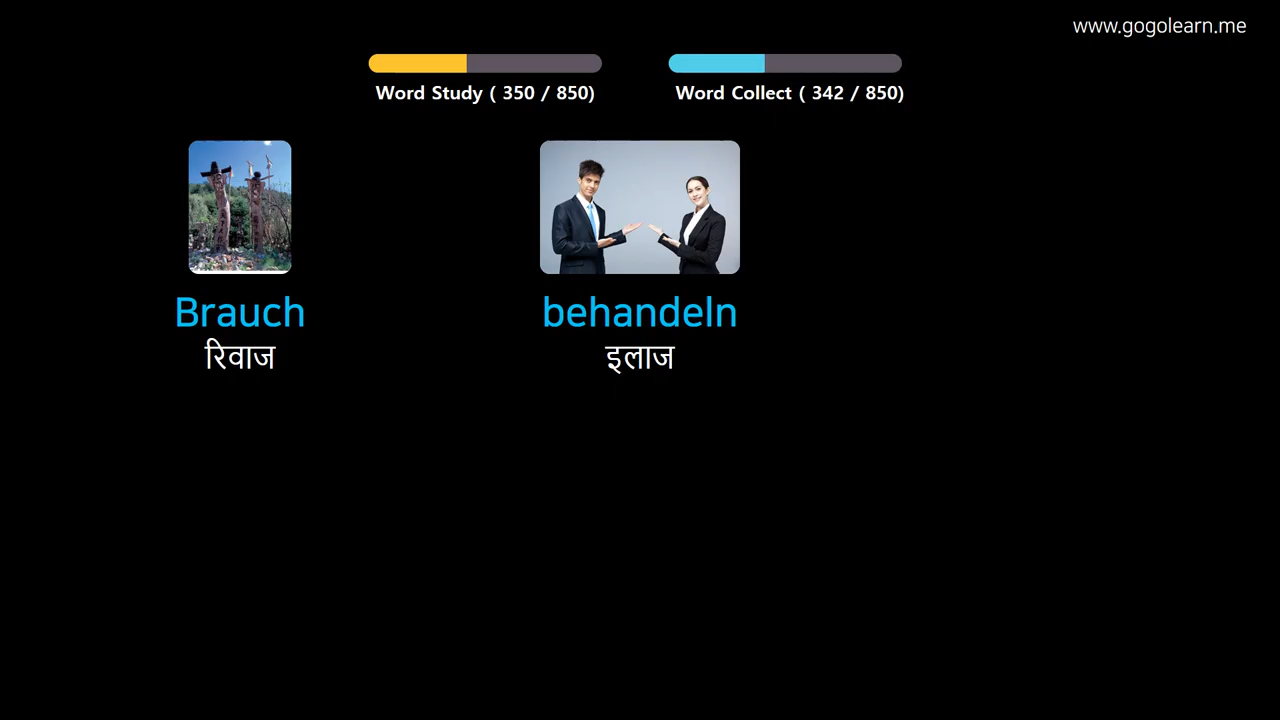 www.gogolearn.me
Word Study ( 350 / 850)
Word Collect ( 342 / 850)
Brauch
behandeln
रिवाज
इलाज